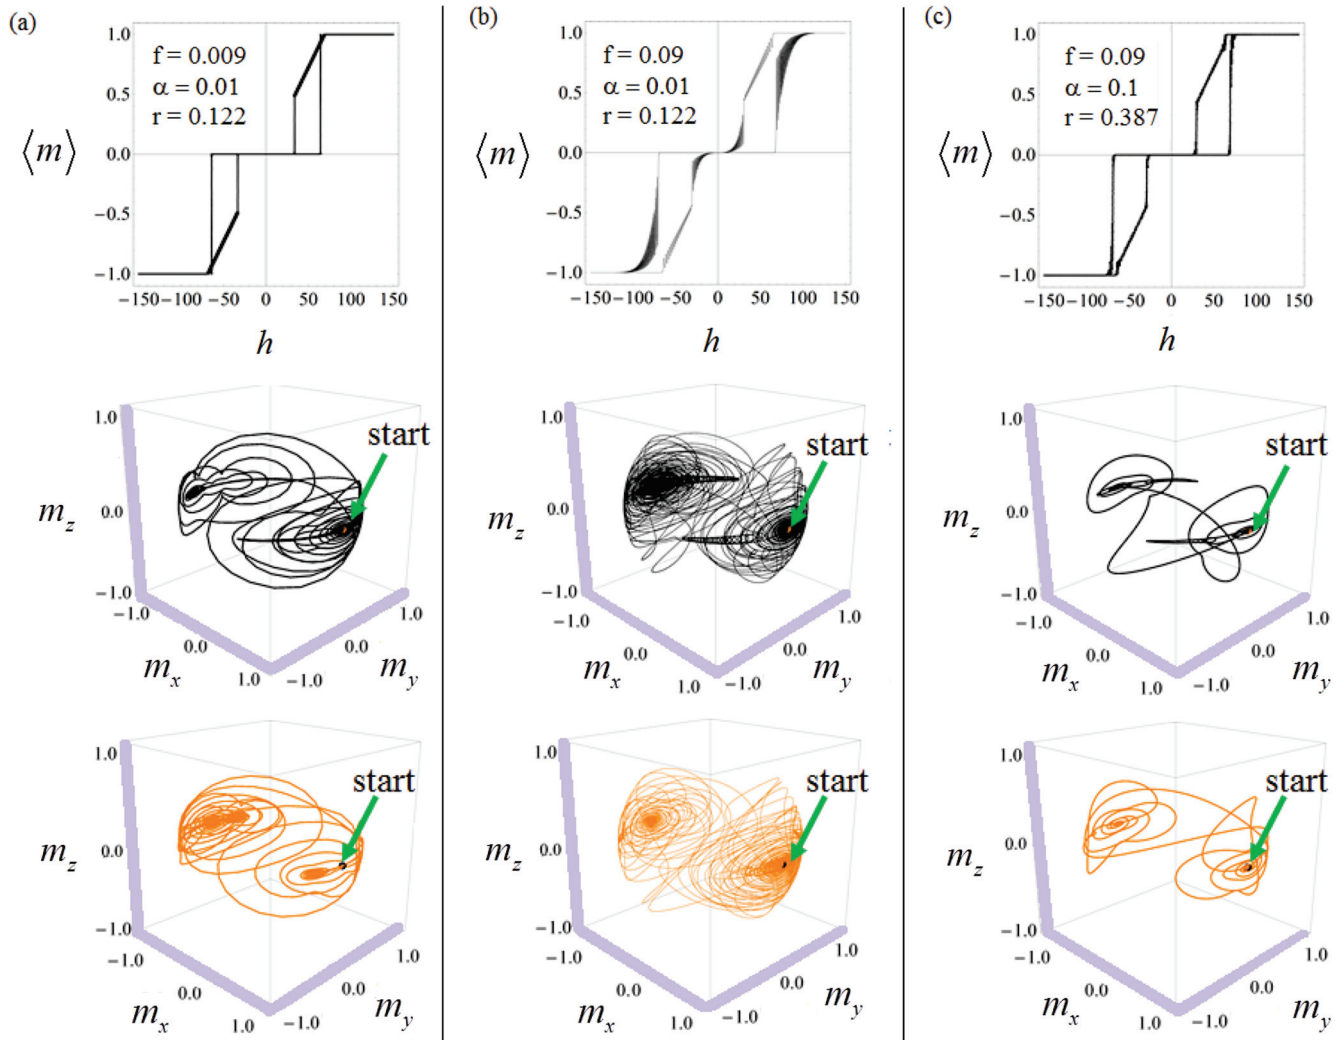 (a)
1.0
0.5
0.0
−0.5
−1.0
f = 0.009
α = 0.01
r = 0.122
⟨m⟩
−150 −100 −50 0 50 100 150
h
1.0
0.0
−1.0
m_z
start
−1.0
0.0
1.0
m_x
−1.0
0.0
1.0
m_y
1.0
0.0
−1.0
m_z
start
−1.0
0.0
1.0
m_x
−1.0
0.0
1.0
m_y
(b)
1.0
0.5
0.0
−0.5
−1.0
f = 0.09
α = 0.01
r = 0.122
⟨m⟩
−150 −100 −50 0 50 100 150
h
1.0
0.0
−1.0
m_z
start
−1.0
0.0
1.0
m_x
−1.0
0.0
1.0
m_y
1.0
0.0
−1.0
m_z
start
−1.0
0.0
1.0
m_x
−1.0
0.0
1.0
m_y
(c)
1.0
0.5
0.0
−0.5
−1.0
f = 0.09
α = 0.1
r = 0.387
⟨m⟩
−150 −100 −50 0 50 100 150
h
1.0
0.0
−1.0
m_z
start
−1.0
0.0
1.0
m_x
−1.0
0.0
1.0
m_y
1.0
0.0
−1.0
m_z
start
−1.0
0.0
1.0
m_x
−1.0
0.0
1.0
m_y